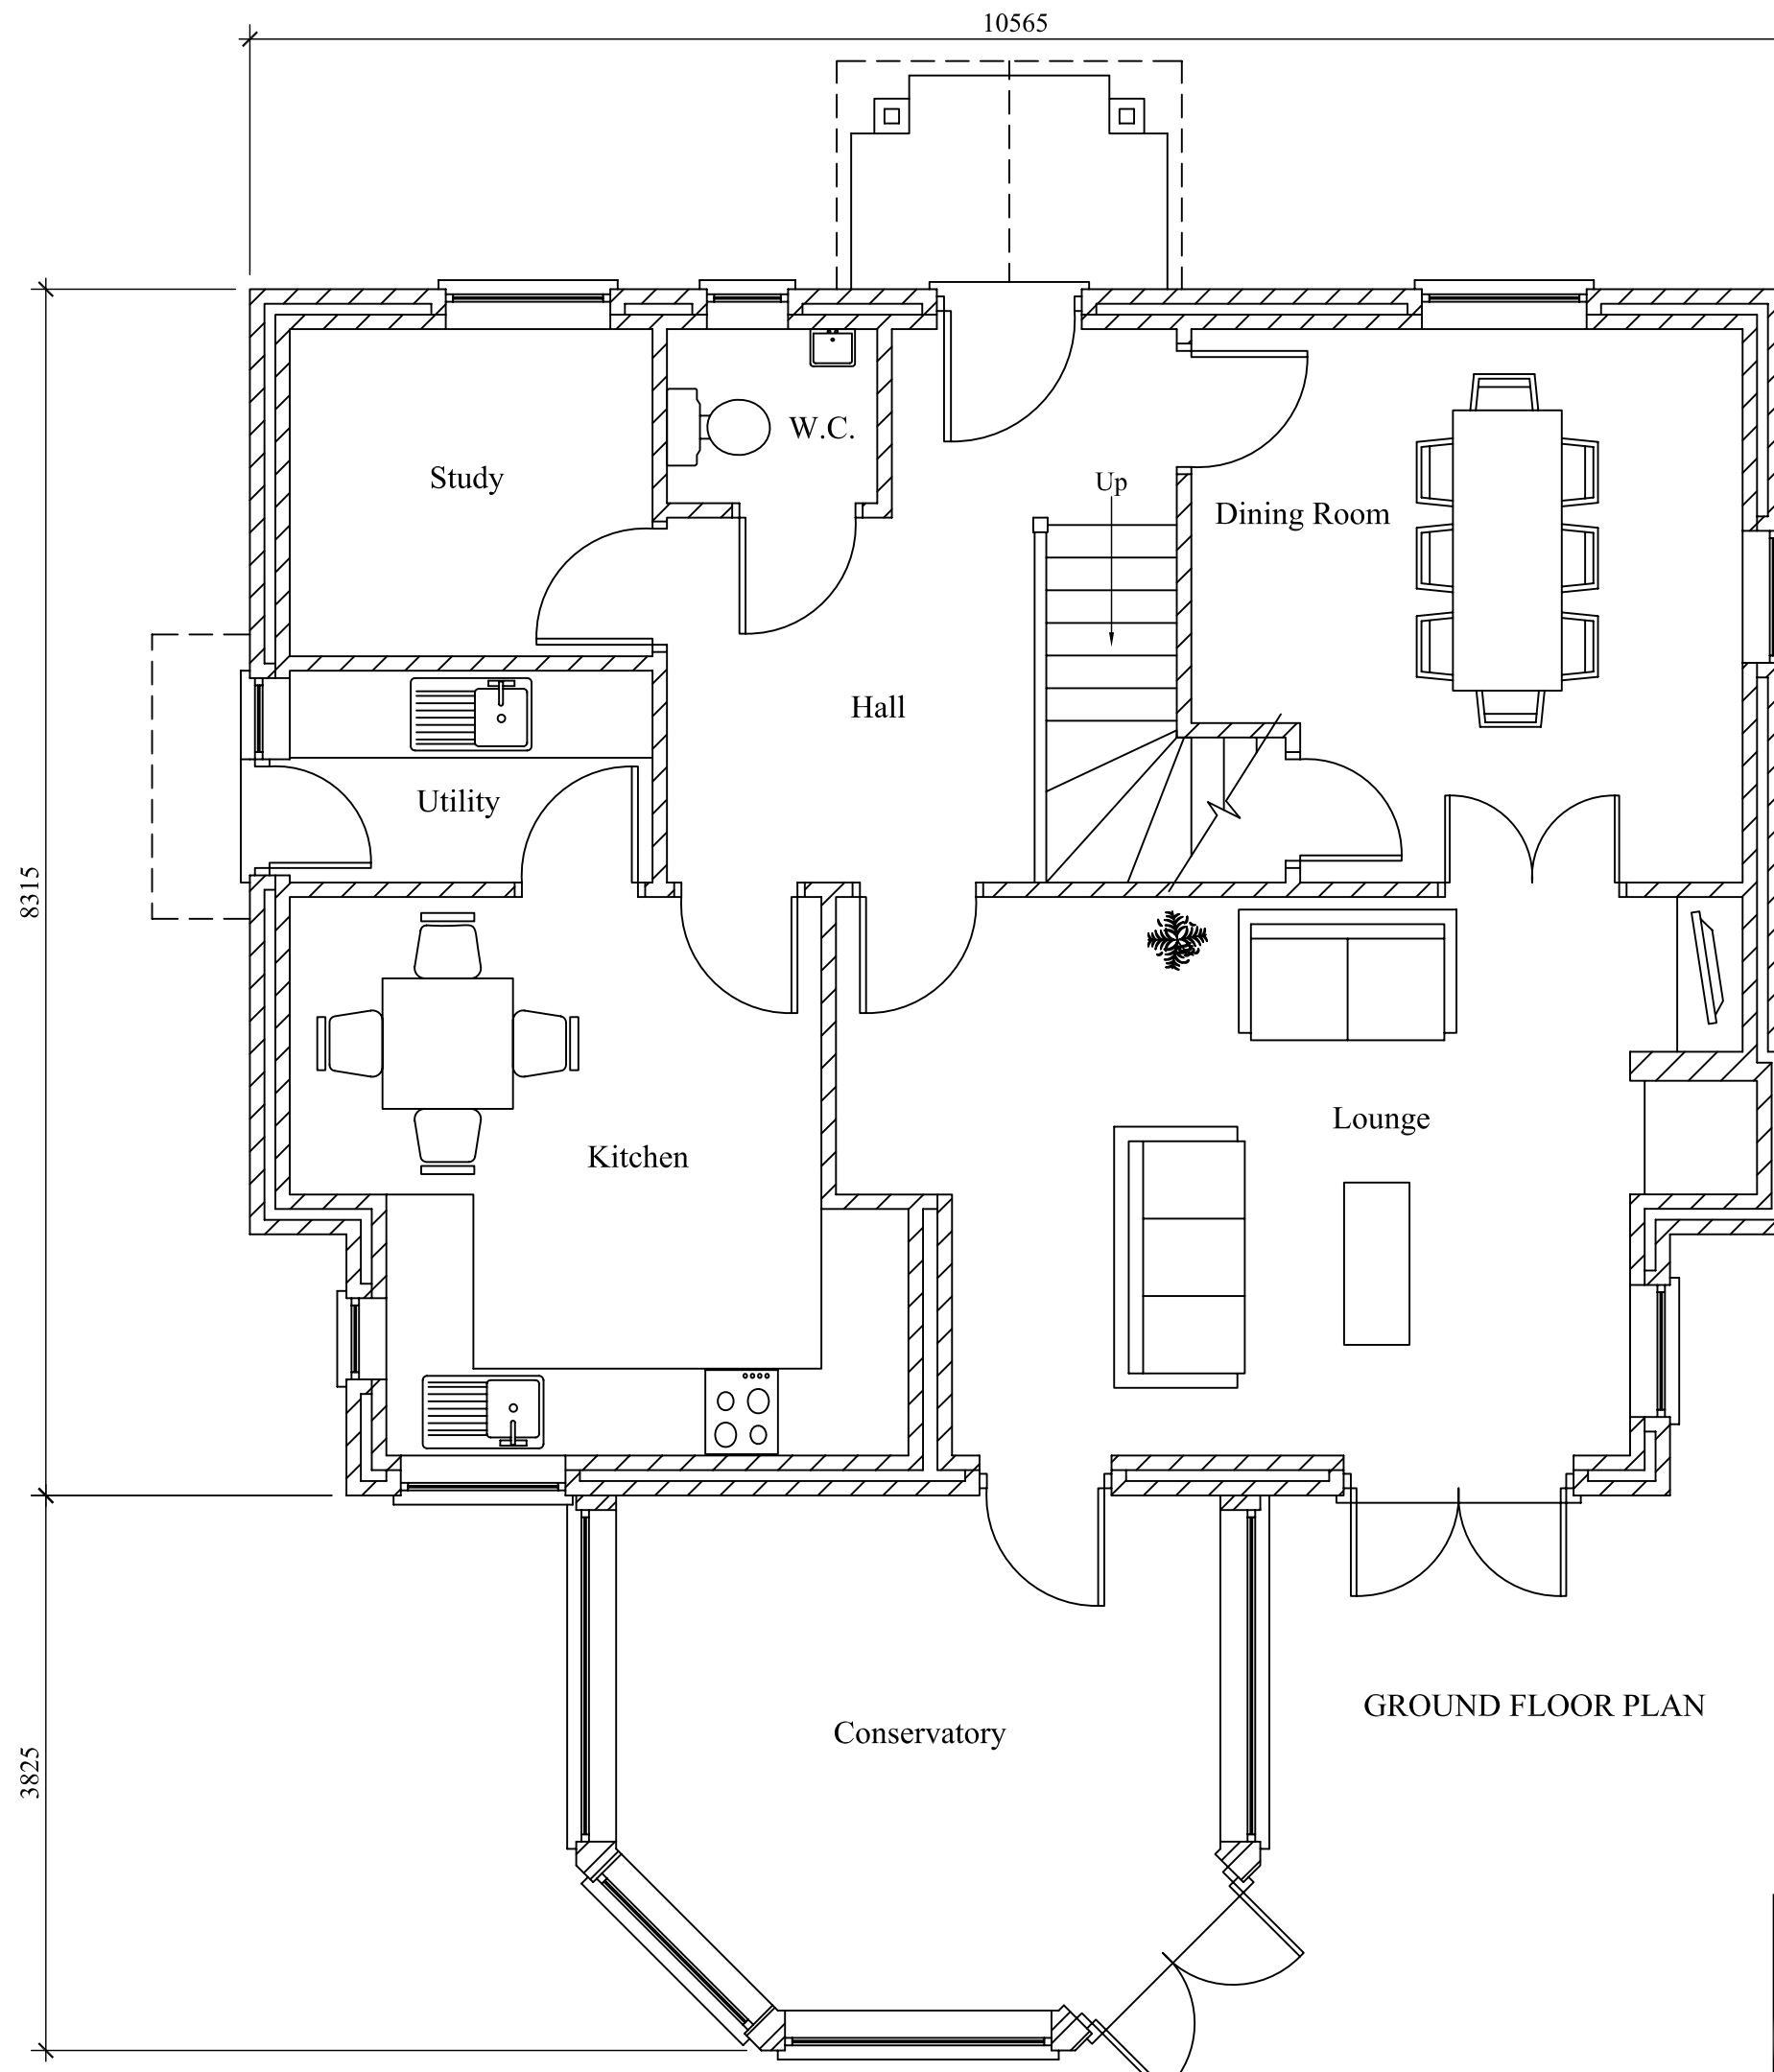 10565
W.C.
Study
Up
Dining Room
Hall
Utility
8315
Lounge
Kitchen
GROUND FLOOR PLAN
Conservatory
3825